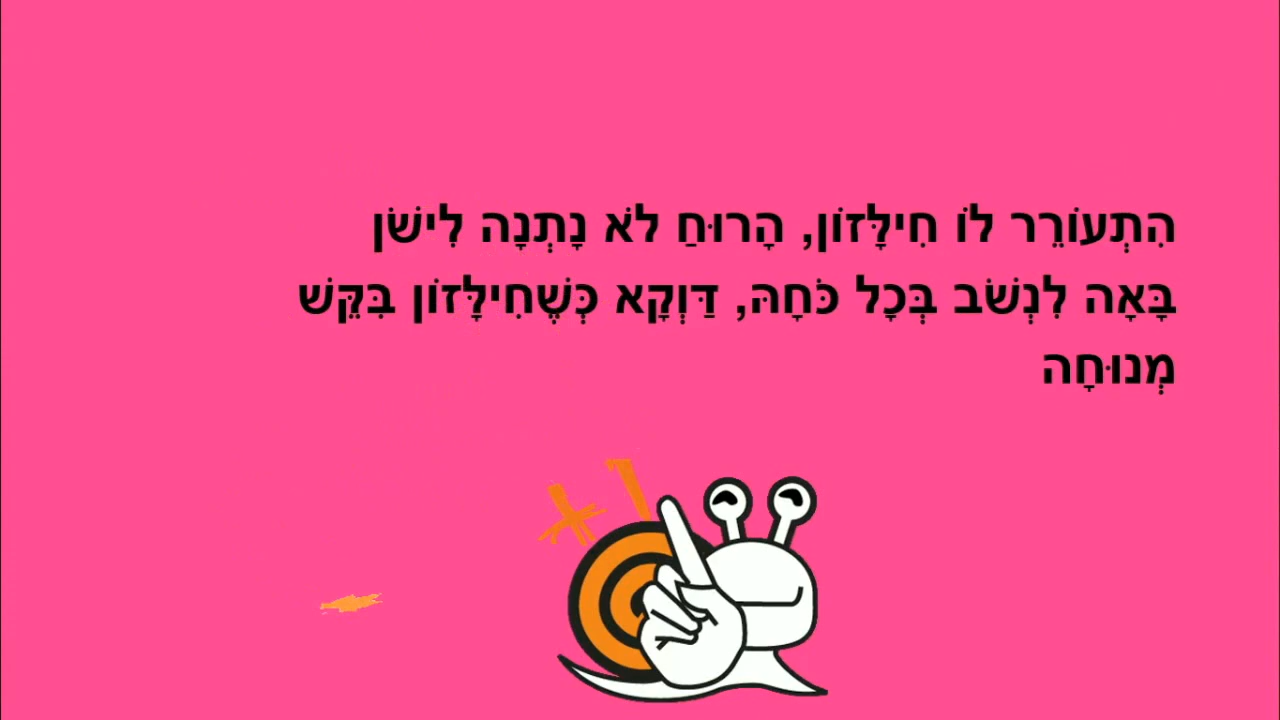 הִתְעוֹרֵר לוֹ חִילָּזוֹן, הָרוּחַ לֹא נָתְנָה לִישֹׁן
בָּאָה לִנְשֹׁב בְּכָל כֹּחָהּ, דַּוְקָא כְּשֶׁחִילָּזוֹן בִּקֵּשׁ
מְנוּחָה